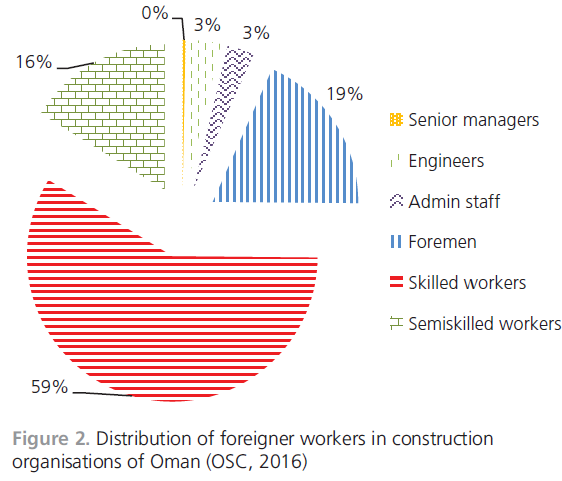 0%
3%
3%
16%
19%
Senior managers
Engineers
Admin staff
Foremen
Skilled workers
Semiskilled workers
59%
Figure 2. Distribution of foreigner workers in construction
organisations of Oman (OSC, 2016)